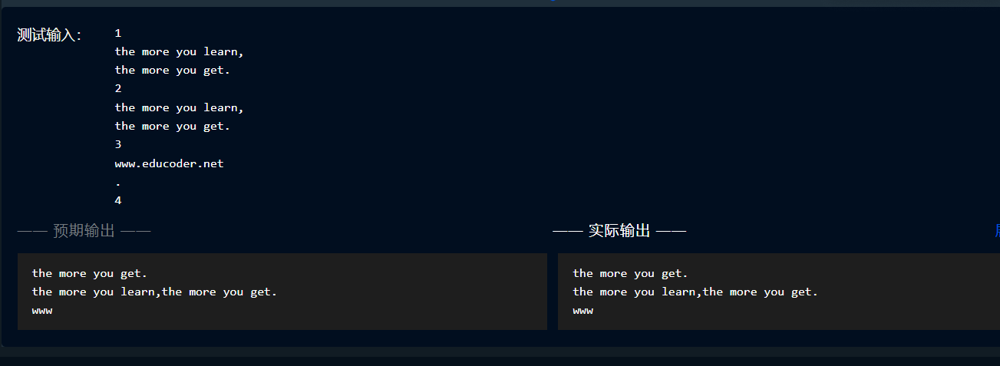 测试输入：
1
the more you learn,
the more you get.
2
the more you learn,
the more you get.
3
www.educoder.net
.
4
—— 预期输出 ——
—— 实际输出 ——
the more you get.
the more you learn,the more you get.
www
the more you get.
the more you learn,the more you get.
www